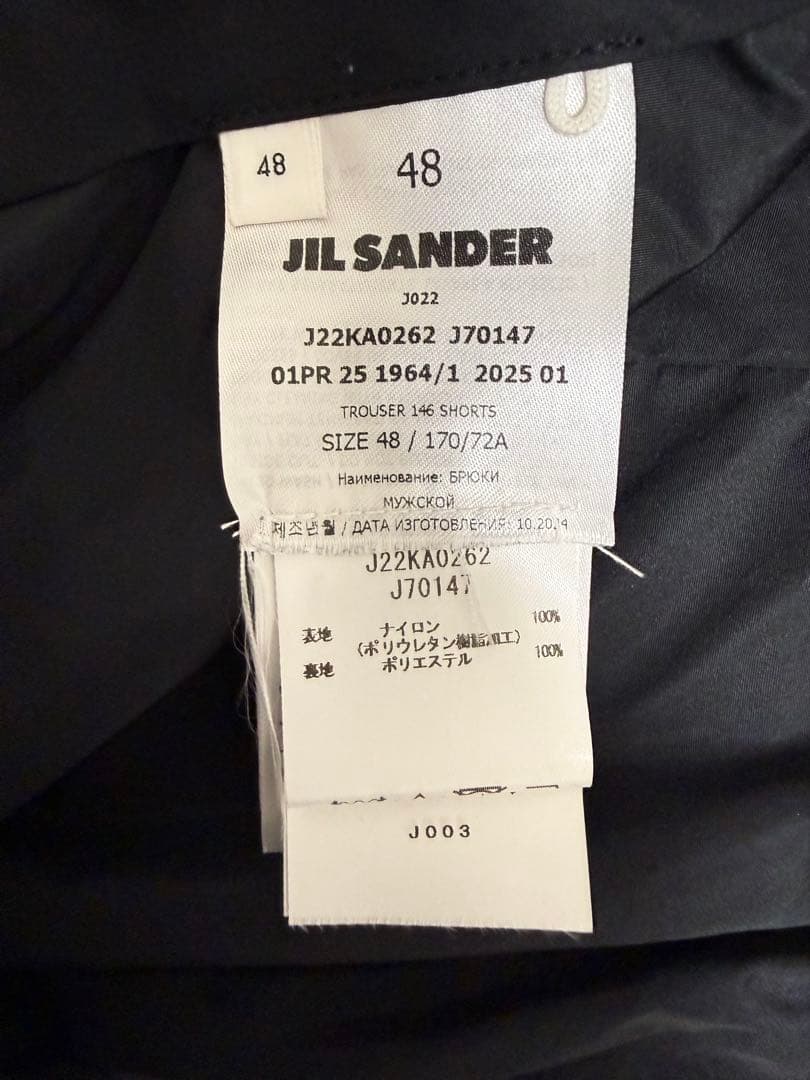 48
48
JIL SANDER
J022
J22KA0262 J70147
01PR 25 1964/1 2025 01
TROUSER 146 SHORTS
SIZE 48 / 170/72A
Наименование: БРЮКИ
МУЖСКОЙ
제조년월 / ДАТА ИЗГОТОВЛЕНИЯ: 10.2024
J22KA0262
J70147
表地 ナイロン 100%
(ポリウレタン樹脂加工)
裏地 ポリエステル 100%
J003